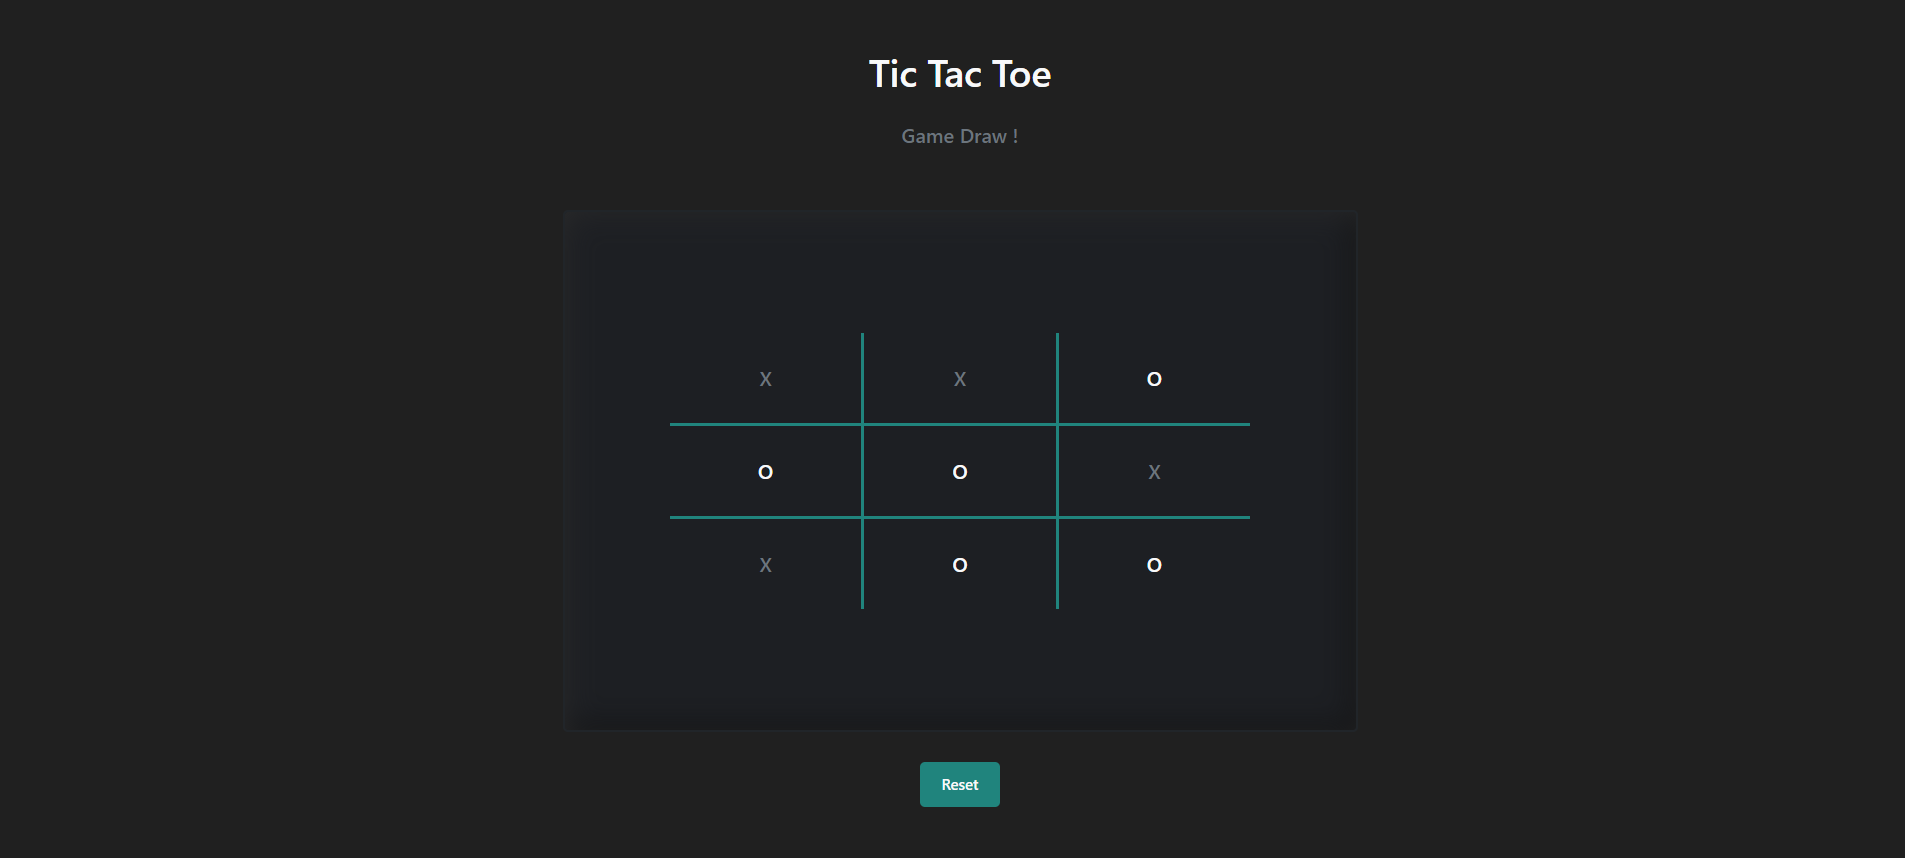 Tic Tac Toe
Game Draw !
X X O
O O X
X O O
Reset